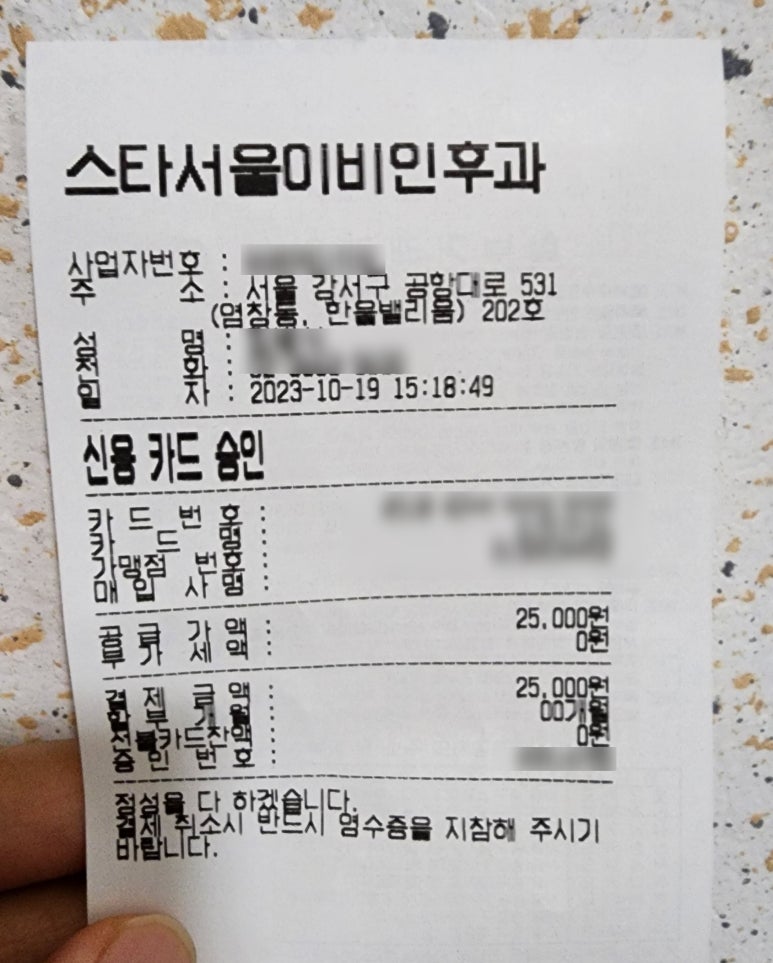 스타서울이비인후과
사업자번호 :
주 소 : 서울 강서구 공항대로 531
(염창동, 한울밸리움) 202호
성 명 :
전 화 :
일 자 : 2023-10-19 15:18:49
신용 카드 승인
카 드 번 호 :
카 드 명 :
가맹점 번호 :
매 입 사 명 :
공 급 가 액 : 25,000원
부 가 세 액 : 0원
결 제 금 액 : 25,000원
할 부 개 월 : 00개월
선불카드잔액 : 0원
승 인 번 호 :
정성을 다 하겠습니다.
결제 취소시 반드시 영수증을 지참해 주시기
바랍니다.